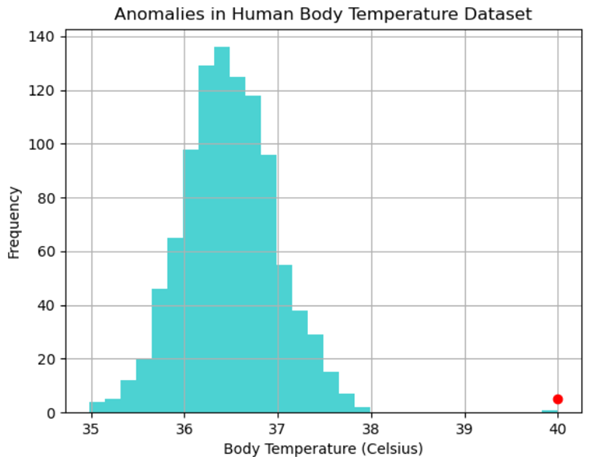 Anomalies in Human Body Temperature Dataset
140
120
100
80
60
40
20
0
Frequency
35 36 37 38 39 40
Body Temperature (Celsius)